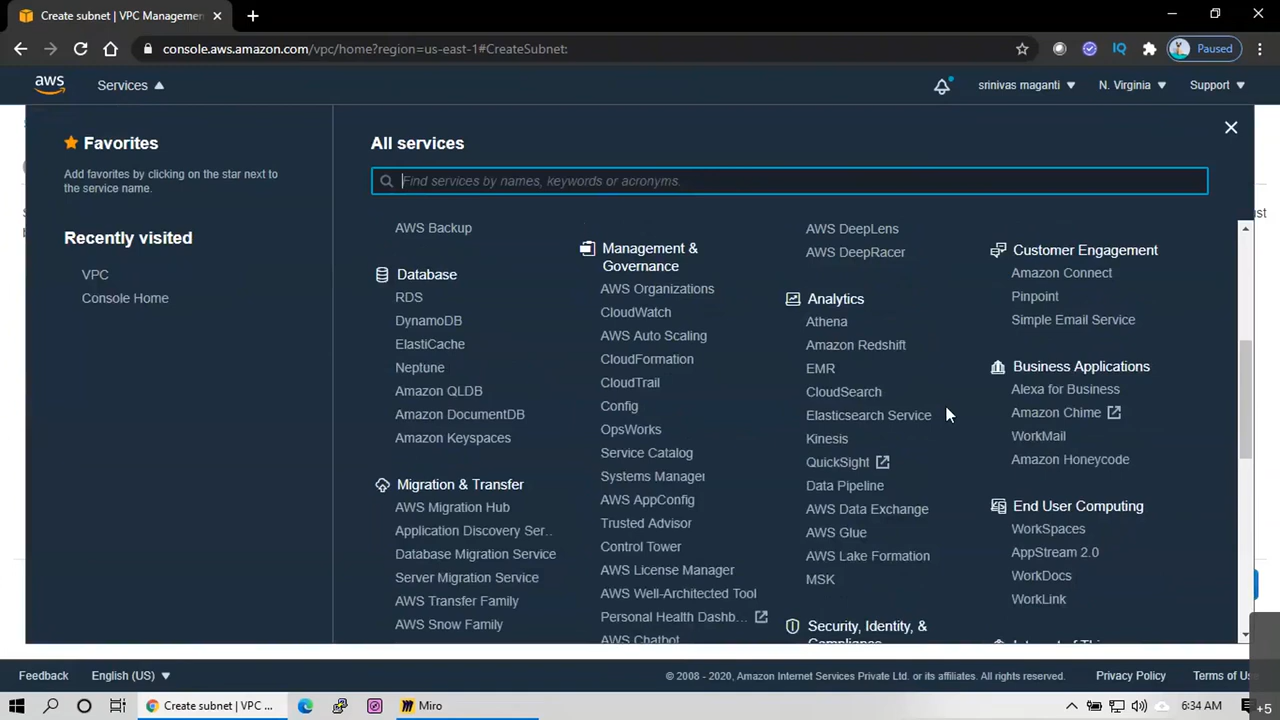 Create subnet | VPC Managemen
console.aws.amazon.com/vpc/home?region=us-east-1#CreateSubnet:
IQ
Paused
aws
Services
srinivas maganti
N. Virginia
Support
Favorites
Add favorites by clicking on the star next to
the service name.
Recently visited
VPC
Console Home
All services
Find services by names, keywords or acronyms.
AWS Backup
Database
RDS
DynamoDB
ElastiCache
Neptune
Amazon QLDB
Amazon DocumentDB
Amazon Keyspaces
Migration & Transfer
AWS Migration Hub
Application Discovery Ser..
Database Migration Service
Server Migration Service
AWS Transfer Family
AWS Snow Family
Management &
Governance
AWS Organizations
CloudWatch
AWS Auto Scaling
CloudFormation
CloudTrail
Config
OpsWorks
Service Catalog
Systems Manager
AWS AppConfig
Trusted Advisor
Control Tower
AWS License Manager
AWS Well-Architected Tool
Personal Health Dashb...
AWS Chatbot
AWS DeepLens
AWS DeepRacer
Analytics
Athena
Amazon Redshift
EMR
CloudSearch
Elasticsearch Service
Kinesis
QuickSight
Data Pipeline
AWS Data Exchange
AWS Glue
AWS Lake Formation
MSK
Security, Identity, &
Compliance
Customer Engagement
Amazon Connect
Pinpoint
Simple Email Service
Business Applications
Alexa for Business
Amazon Chime
WorkMail
Amazon Honeycode
End User Computing
WorkSpaces
AppStream 2.0
WorkDocs
WorkLink
Feedback
English (US)
© 2008 - 2020, Amazon Internet Services Private Ltd. or its affiliates. All rights reserved.
Privacy Policy
Terms of U
Create subnet | VPC ...
Miro
6:34 AM
+5